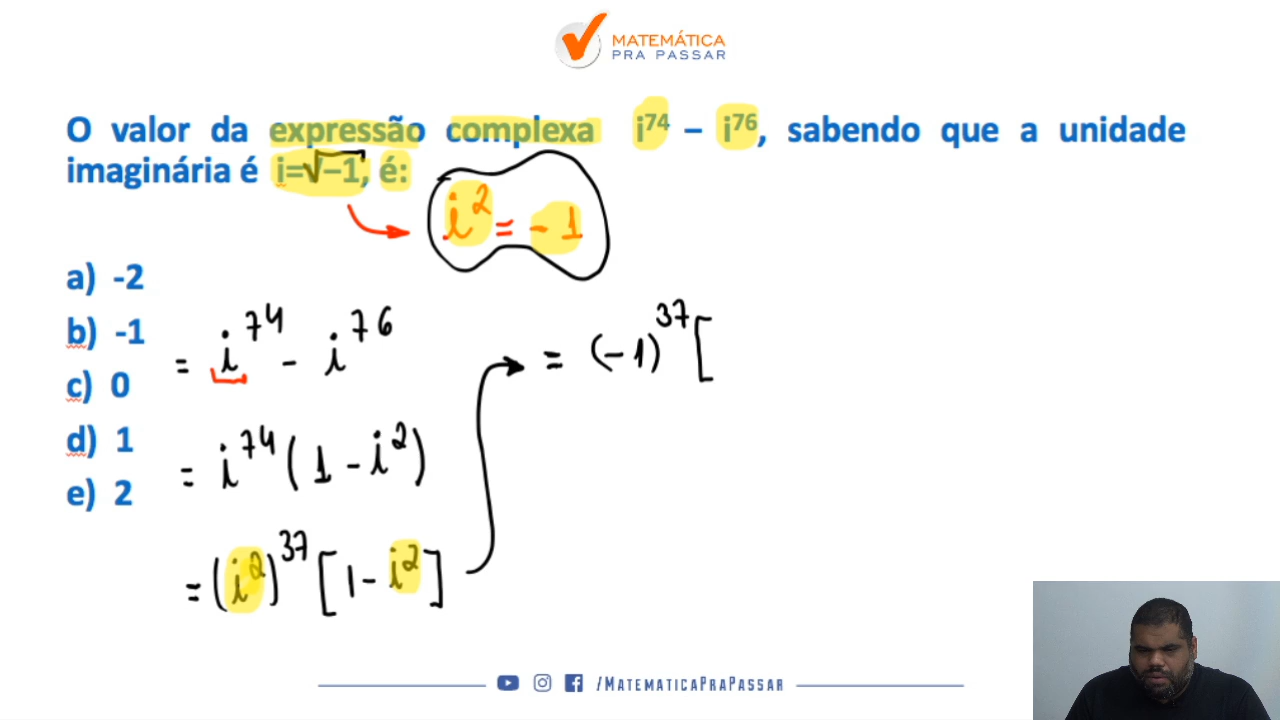 MATEMÁTICA
PRA PASSAR
O valor da expressão complexa i⁷⁴ – i⁷⁶, sabendo que a unidade
imaginária é i=√−1, é:
i² = - 1
a) -2
b) -1
c) 0
d) 1
e) 2
= i⁷⁴ - i⁷⁶
= i⁷⁴ (1 - i²)
= (i²)³⁷ [1 - i²]
= (-1)³⁷ [
/MATEMATICAPRAPASSAR